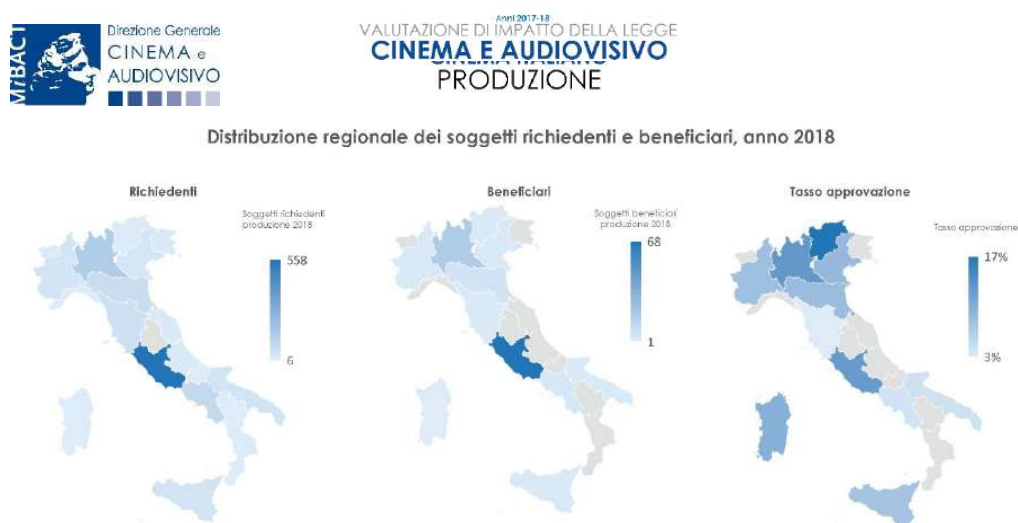 MiBACT
Direzione Generale
CINEMA e
AUDIOVISIVO
Anni 2017-18
VALUTAZIONE DI IMPATTO DELLA LEGGE
CINEMA E AUDIOVISIVO
CINEMA ITALIANO
PRODUZIONE
Distribuzione regionale dei soggetti richiedenti e beneficiari, anno 2018
Richiedenti
Soggetti richiedenti
produzione 2018
558
6
Beneficiari
Soggetti beneficiari
produzione 2018
68
1
Tasso approvazione
Tasso approvazione
17%
3%